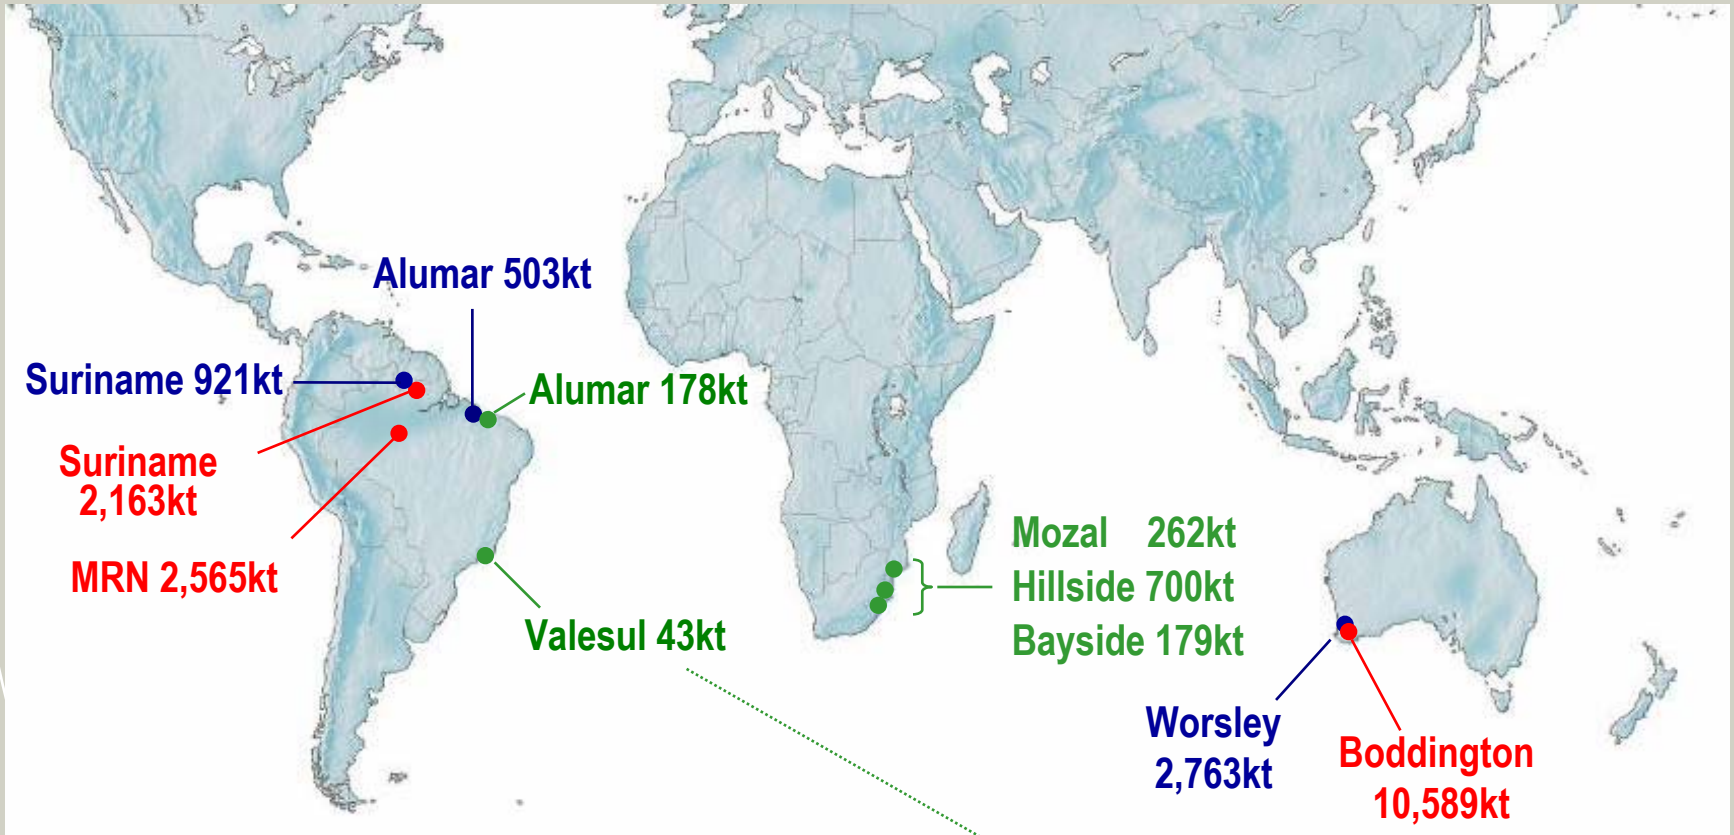 Alumar 503kt
Suriname 921kt
Alumar 178kt
Suriname
2,163kt
MRN 2,565kt
Valesul 43kt
Mozal 262kt
Hillside 700kt
Bayside 179kt
Worsley
2,763kt
Boddington
10,589kt